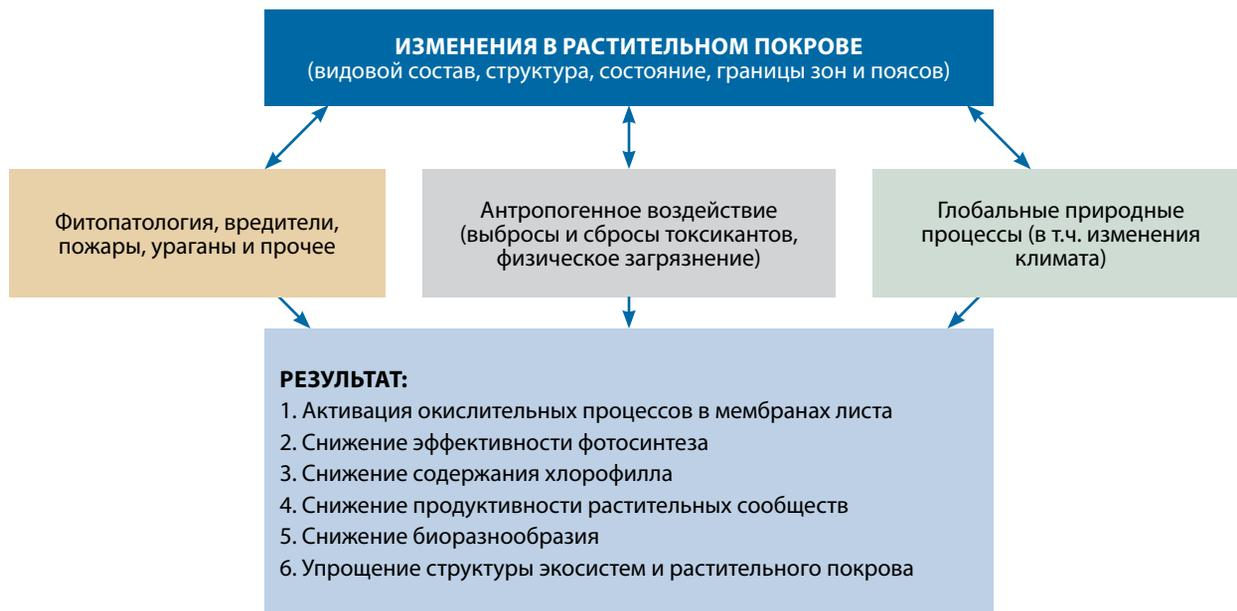 ИЗМЕНЕНИЯ В РАСТИТЕЛЬНОМ ПОКРОВЕ
(видовой состав, структура, состояние, границы зон и поясов)
Фитопатология, вредители,
пожары, ураганы и прочее
Антропогенное воздействие
(выбросы и сбросы токсикантов,
физическое загрязнение)
Глобальные природные
процессы (в т.ч. изменения
климата)
РЕЗУЛЬТАТ:
1. Активация окислительных процессов в мембранах листа
2. Снижение эффективности фотосинтеза
3. Снижение содержания хлорофилла
4. Снижение продуктивности растительных сообществ
5. Снижение биоразнообразия
6. Упрощение структуры экосистем и растительного покрова